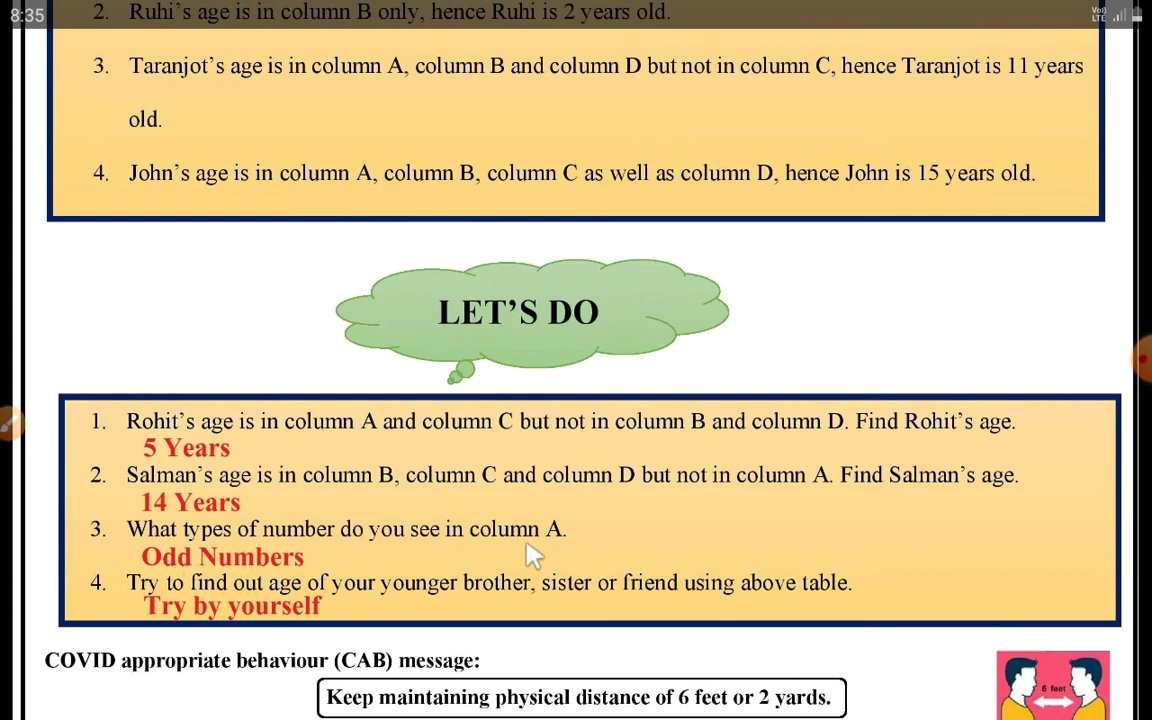 8:35
Vo)
LTE
2. Ruhi’s age is in column B only, hence Ruhi is 2 years old.
3. Taranjot’s age is in column A, column B and column D but not in column C, hence Taranjot is 11 years
old.
4. John’s age is in column A, column B, column C as well as column D, hence John is 15 years old.
LET’S DO
1. Rohit’s age is in column A and column C but not in column B and column D. Find Rohit’s age.
5 Years
2. Salman’s age is in column B, column C and column D but not in column A. Find Salman’s age.
14 Years
3. What types of number do you see in column A.
Odd Numbers
4. Try to find out age of your younger brother, sister or friend using above table.
Try by yourself
COVID appropriate behaviour (CAB) message:
6 feet
Keep maintaining physical distance of 6 feet or 2 yards.